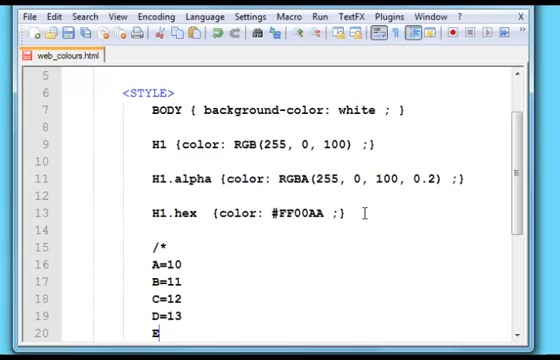 File Edit Search View Encoding Language Settings Macro Run TextFX Plugins Window ? X
web_colours.html
5
6 <STYLE>
7 BODY { background-color: white ; }
8
9 H1 {color: RGB(255, 0, 100) ;}
10
11 H1.alpha {color: RGBA(255, 0, 100, 0.2) ;}
12
13 H1.hex {color: #FF00AA ;}
14
15 /*
16 A=10
17 B=11
18 C=12
19 D=13
20 E